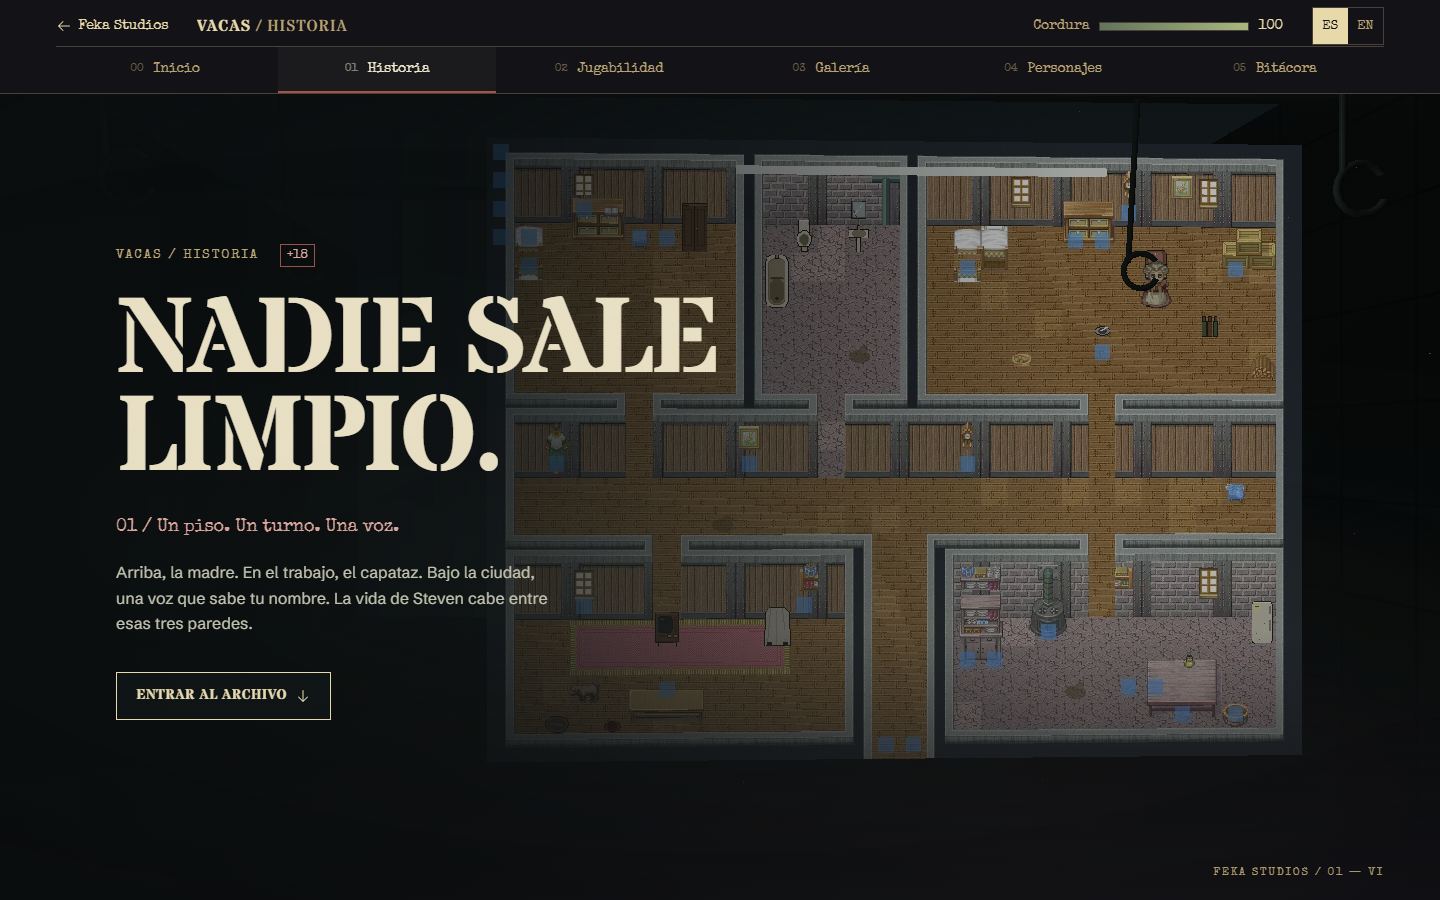 ← Feka Studios
VACAS / HISTORIA
Cordura
100
ES
EN
00 Inicio
01 Historia
02 Jugabilidad
03 Galería
04 Personajes
05 Bitácora
VACAS / HISTORIA
+18
NADIE SALE
LIMPIO.
01 / Un piso. Un turno. Una voz.
Arriba, la madre. En el trabajo, el capataz. Bajo la ciudad,
una voz que sabe tu nombre. La vida de Steven cabe entre
esas tres paredes.
ENTRAR AL ARCHIVO ↓
FEKA STUDIOS / 01 — VI